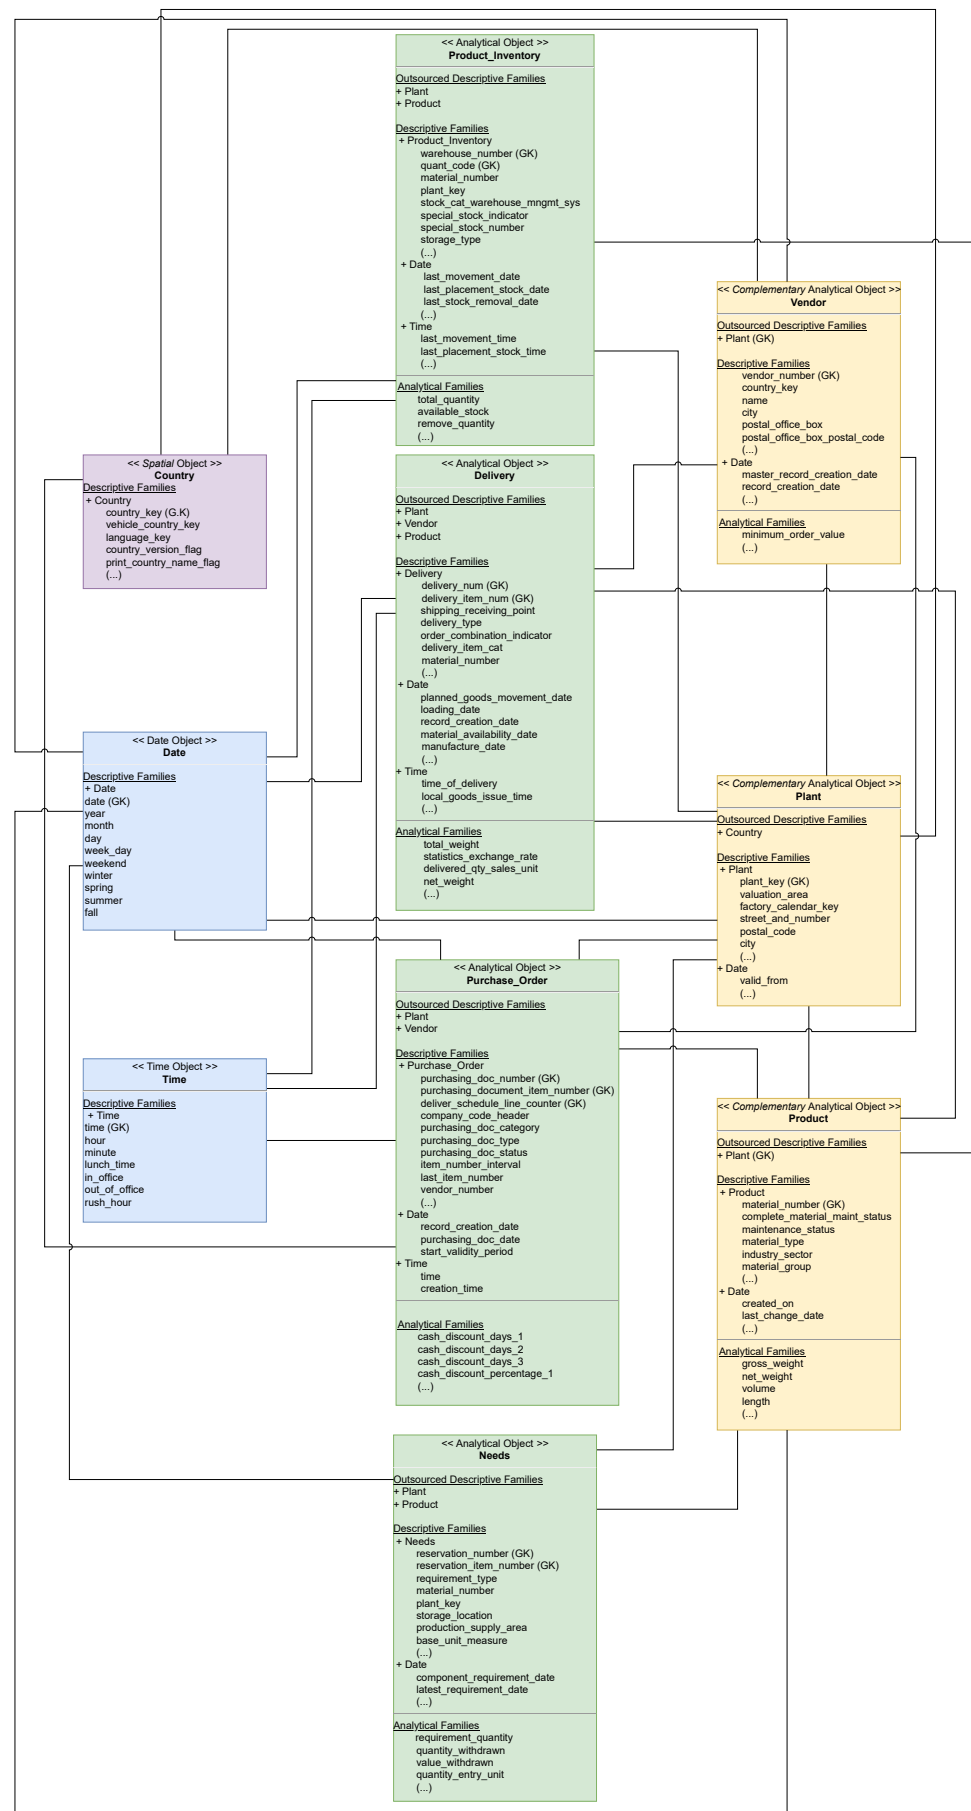 << Analytical Object >>
Product_Inventory
Outsourced Descriptive Families
+ Plant
+ Product
Descriptive Families
+ Product_Inventory
warehouse_number (GK)
quant_code (GK)
material_number
plant_key
stock_cat_warehouse_mngmt_sys
special_stock_indicator
special_stock_number
storage_type
(...)
+ Date
last_movement_date
last_placement_stock_date
last_stock_removal_date
(...)
+ Time
last_movement_time
last_placement_stock_time
(...)
Analytical Families
total_quantity
available_stock
remove_quantity
(...)
<< Complementary Analytical Object >>
Vendor
Outsourced Descriptive Families
+ Plant (GK)
Descriptive Families
vendor_number (GK)
country_key
name
city
postal_office_box
postal_office_box_postal_code
(...)
+ Date
master_record_creation_date
record_creation_date
(...)
Analytical Families
minimum_order_value
(...)
<< Spatial Object >>
Country
Descriptive Families
+ Country
country_key (G.K)
vehicle_country_key
language_key
country_version_flag
print_country_name_flag
(...)
<< Analytical Object >>
Delivery
Outsourced Descriptive Families
+ Plant
+ Vendor
+ Product
Descriptive Families
+ Delivery
delivery_num (GK)
delivery_item_num (GK)
shipping_receiving_point
delivery_type
order_combination_indicator
delivery_item_cat
material_number
(...)
+ Date
planned_goods_movement_date
loading_date
record_creation_date
material_availability_date
manufacture_date
(...)
+ Time
time_of_delivery
local_goods_issue_time
(...)
Analytical Families
total_weight
statistics_exchange_rate
delivered_qty_sales_unit
net_weight
(...)
<< Date Object >>
Date
Descriptive Families
+ Date
date (GK)
year
month
day
week_day
weekend
winter
spring
summer
fall
<< Complementary Analytical Object >>
Plant
Outsourced Descriptive Families
+ Country
Descriptive Families
+ Plant
plant_key (GK)
valuation_area
factory_calendar_key
street_and_number
postal_code
city
(...)
+ Date
valid_from
(...)
<< Analytical Object >>
Purchase_Order
Outsourced Descriptive Families
+ Plant
+ Vendor
Descriptive Families
+ Purchase_Order
purchasing_doc_number (GK)
purchasing_document_item_number (GK)
deliver_schedule_line_counter (GK)
company_code_header
purchasing_doc_category
purchasing_doc_type
purchasing_doc_status
item_number_interval
last_item_number
vendor_number
(...)
+ Date
record_creation_date
purchasing_doc_date
start_validity_period
+ Time
time
creation_time
Analytical Families
cash_discount_days_1
cash_discount_days_2
cash_discount_days_3
cash_discount_percentage_1
(...)
<< Time Object >>
Time
Descriptive Families
+ Time
time (GK)
hour
minute
lunch_time
in_office
out_of_office
rush_hour
<< Complementary Analytical Object >>
Product
Outsourced Descriptive Families
+ Plant (GK)
Descriptive Families
+ Product
material_number (GK)
complete_material_maint_status
maintenance_status
material_type
industry_sector
material_group
(...)
+ Date
created_on
last_change_date
(...)
Analytical Families
gross_weight
net_weight
volume
length
(...)
<< Analytical Object >>
Needs
Outsourced Descriptive Families
+ Plant
+ Product
Descriptive Families
+ Needs
reservation_number (GK)
reservation_item_number (GK)
requirement_type
material_number
plant_key
storage_location
production_supply_area
base_unit_measure
(...)
+ Date
component_requirement_date
latest_requirement_date
(...)
Analytical Families
requirement_quantity
quantity_withdrawn
value_withdrawn
quantity_entry_unit
(...)